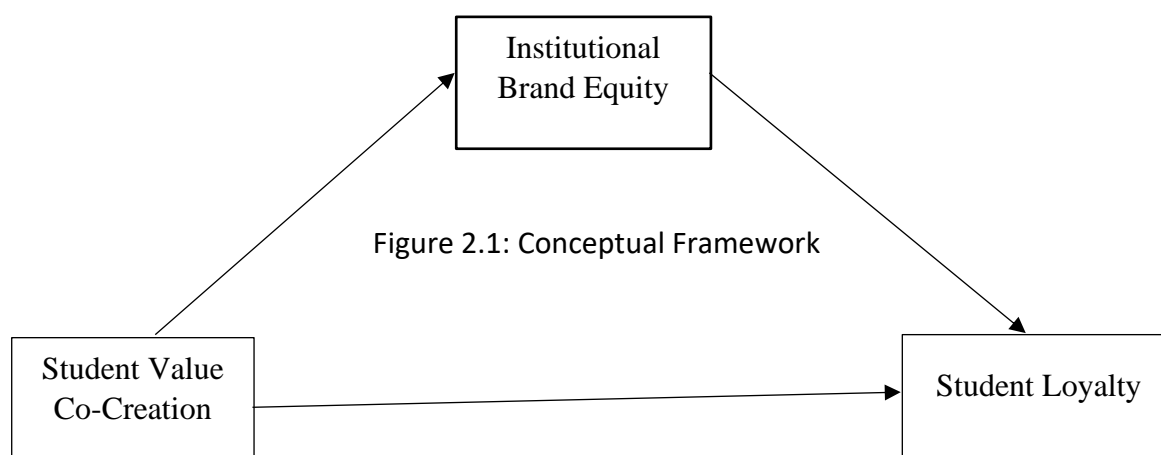 Institutional
Brand Equity
Figure 2.1: Conceptual Framework
Student Value
Co-Creation
Student Loyalty